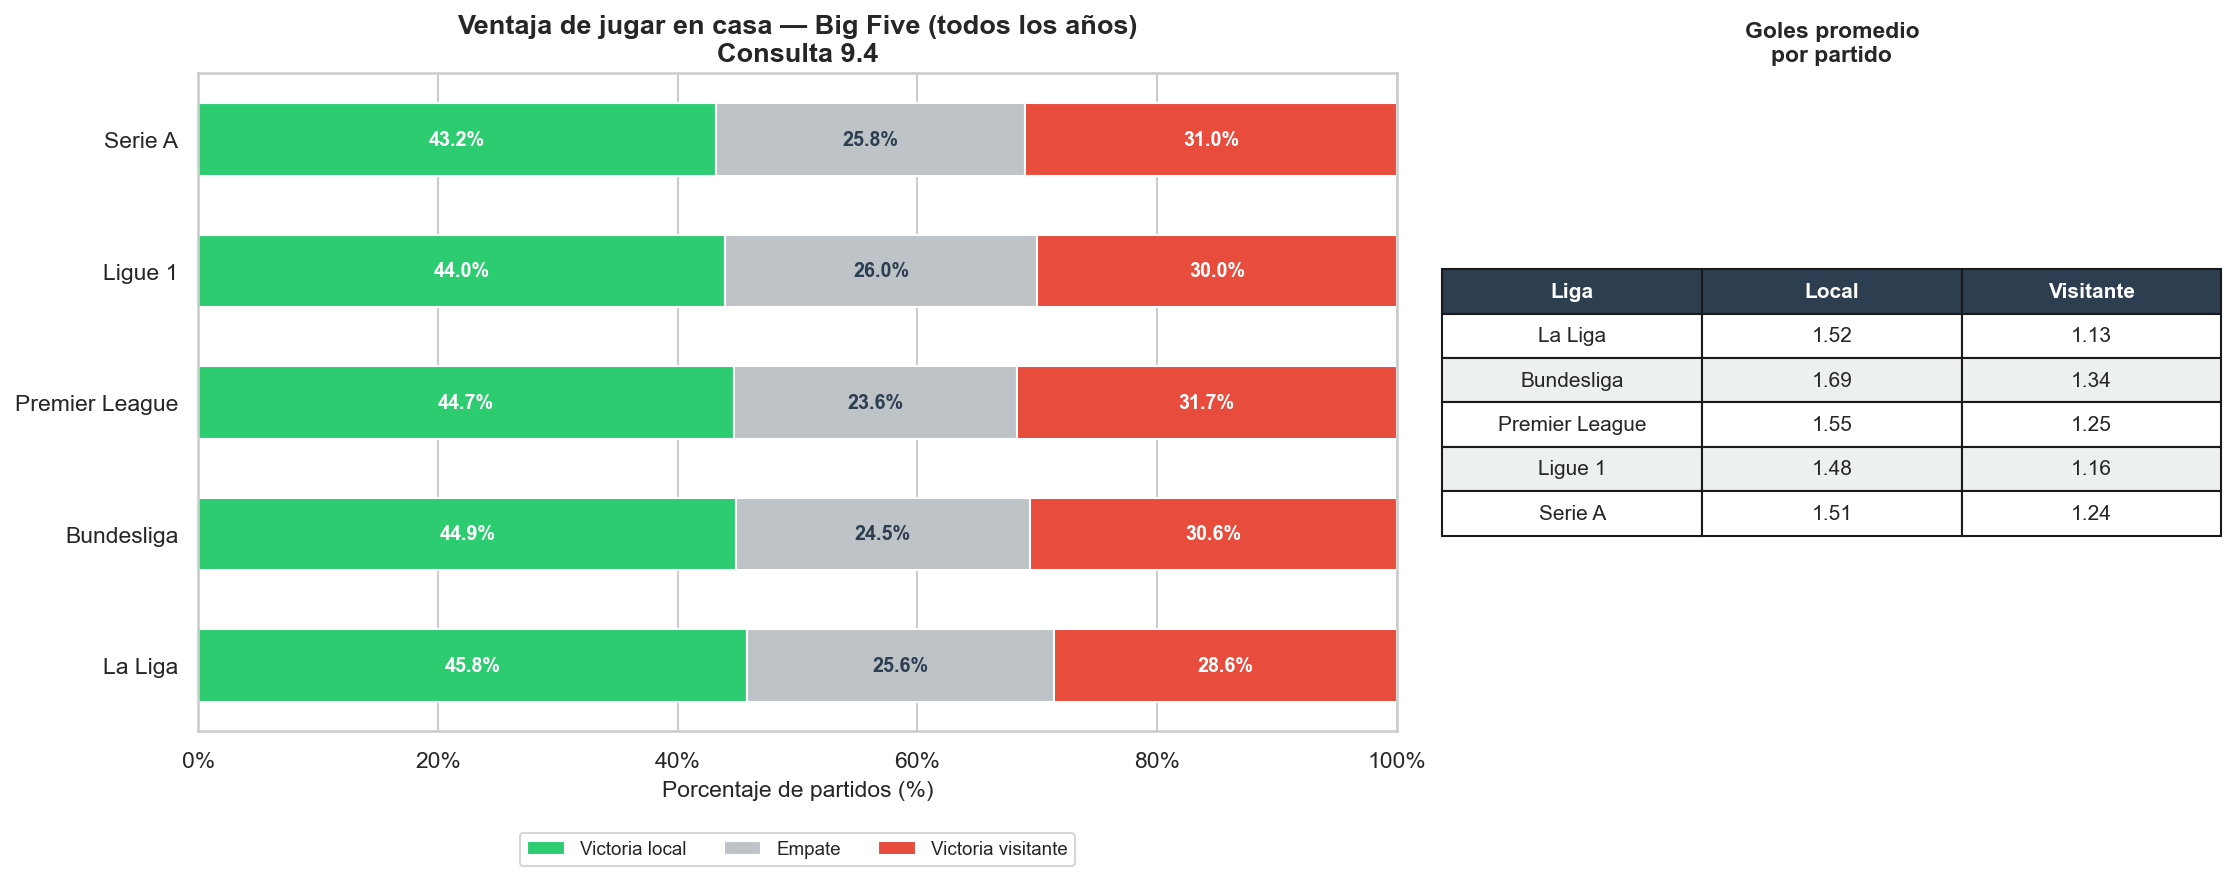 Ventaja de jugar en casa — Big Five (todos los años)
Consulta 9.4
Serie A
43.2%
25.8%
31.0%
Ligue 1
44.0%
26.0%
30.0%
Premier League
44.7%
23.6%
31.7%
Bundesliga
44.9%
24.5%
30.6%
La Liga
45.8%
25.6%
28.6%
0%
20%
40%
60%
80%
100%
Porcentaje de partidos (%)
Victoria local
Empate
Victoria visitante
Goles promedio
por partido
Liga Local Visitante
La Liga 1.52 1.13
Bundesliga 1.69 1.34
Premier League 1.55 1.25
Ligue 1 1.48 1.16
Serie A 1.51 1.24